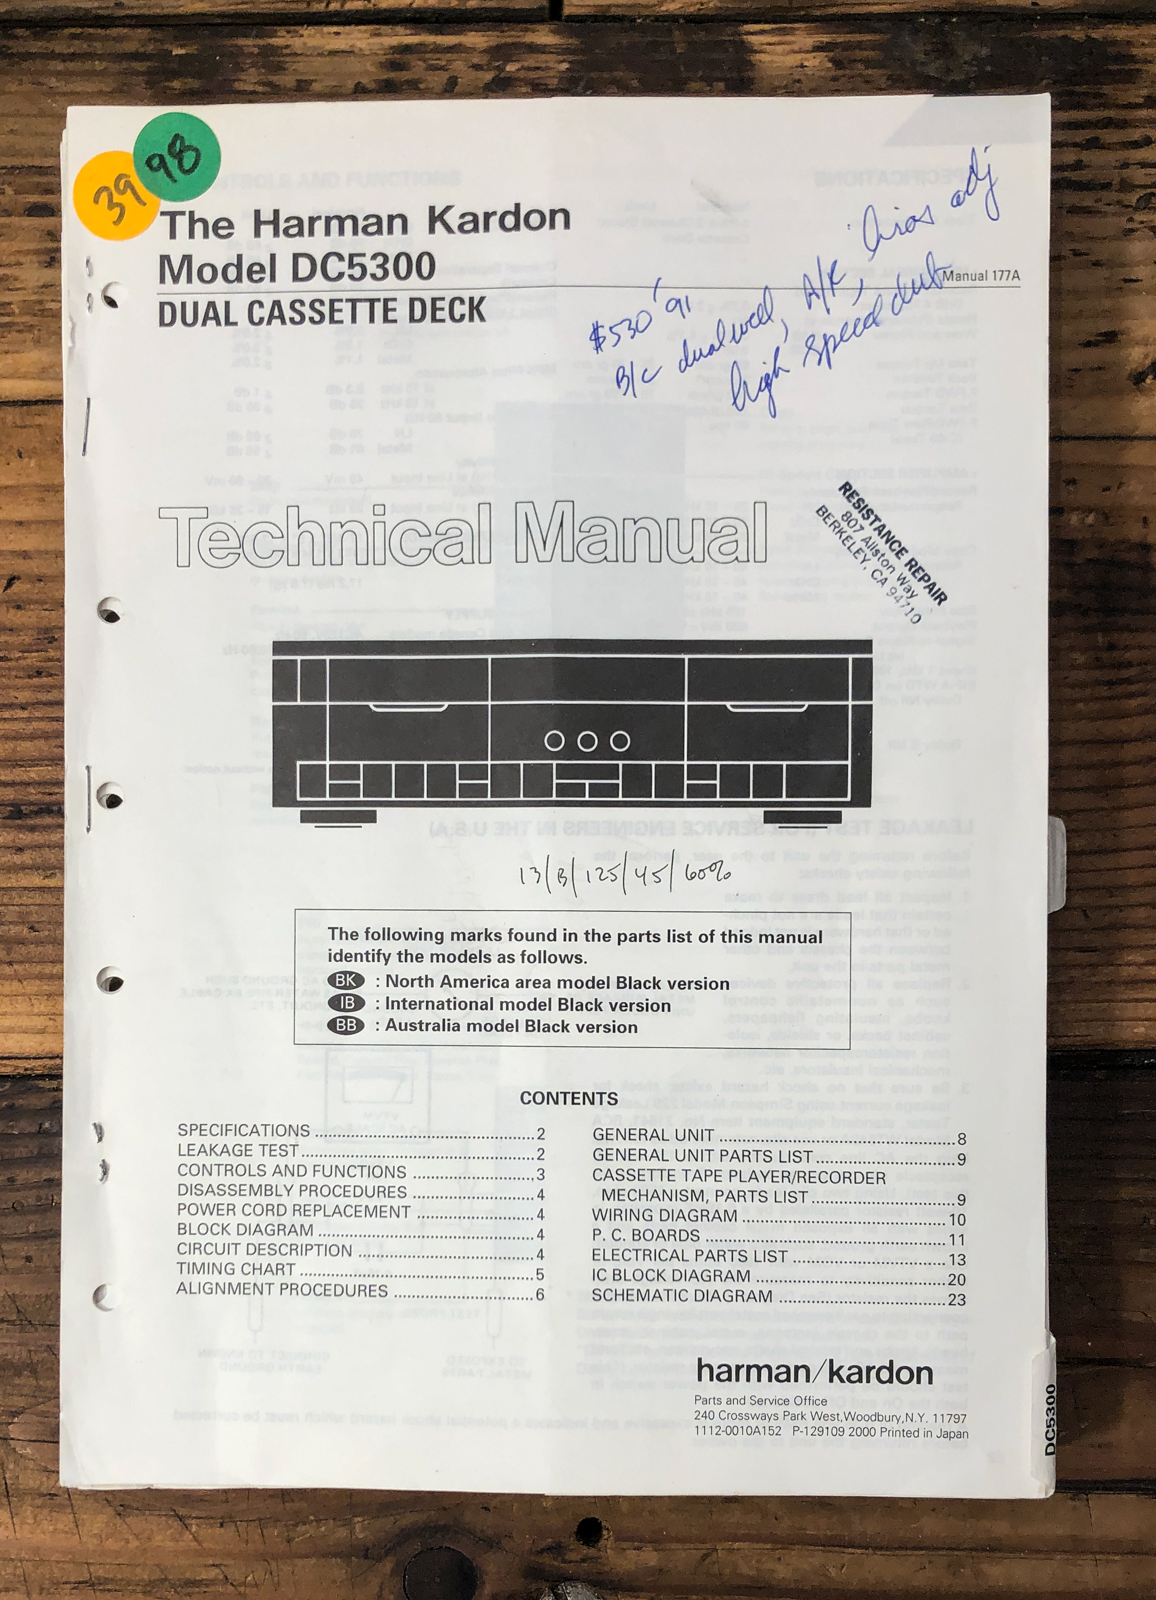 39
98
The Harman Kardon
Model DC5300
Manual 177A
DUAL CASSETTE DECK
$530 '91
B/C dual well, A/R, bias adj
high speed dub
Technical Manual
RESISTANCE REPAIR
807 Allston Way
BERKELEY, CA 94710
13/B/125/45/60%
The following marks found in the parts list of this manual
identify the models as follows.
BK : North America area model Black version
IB : International model Black version
BB : Australia model Black version
CONTENTS
SPECIFICATIONS ........ 2
LEAKAGE TEST ........ 2
CONTROLS AND FUNCTIONS ........ 3
DISASSEMBLY PROCEDURES ........ 4
POWER CORD REPLACEMENT ........ 4
BLOCK DIAGRAM ........ 4
CIRCUIT DESCRIPTION ........ 4
TIMING CHART ........ 5
ALIGNMENT PROCEDURES ........ 6
GENERAL UNIT ........ 8
GENERAL UNIT PARTS LIST ........ 9
CASSETTE TAPE PLAYER/RECORDER
MECHANISM, PARTS LIST ........ 9
WIRING DIAGRAM ........ 10
P. C. BOARDS ........ 11
ELECTRICAL PARTS LIST ........ 13
IC BLOCK DIAGRAM ........ 20
SCHEMATIC DIAGRAM ........ 23
harman/kardon
Parts and Service Office
240 Crossways Park West,Woodbury,N.Y. 11797
1112-0010A152 P-129109 2000 Printed in Japan
DC5300